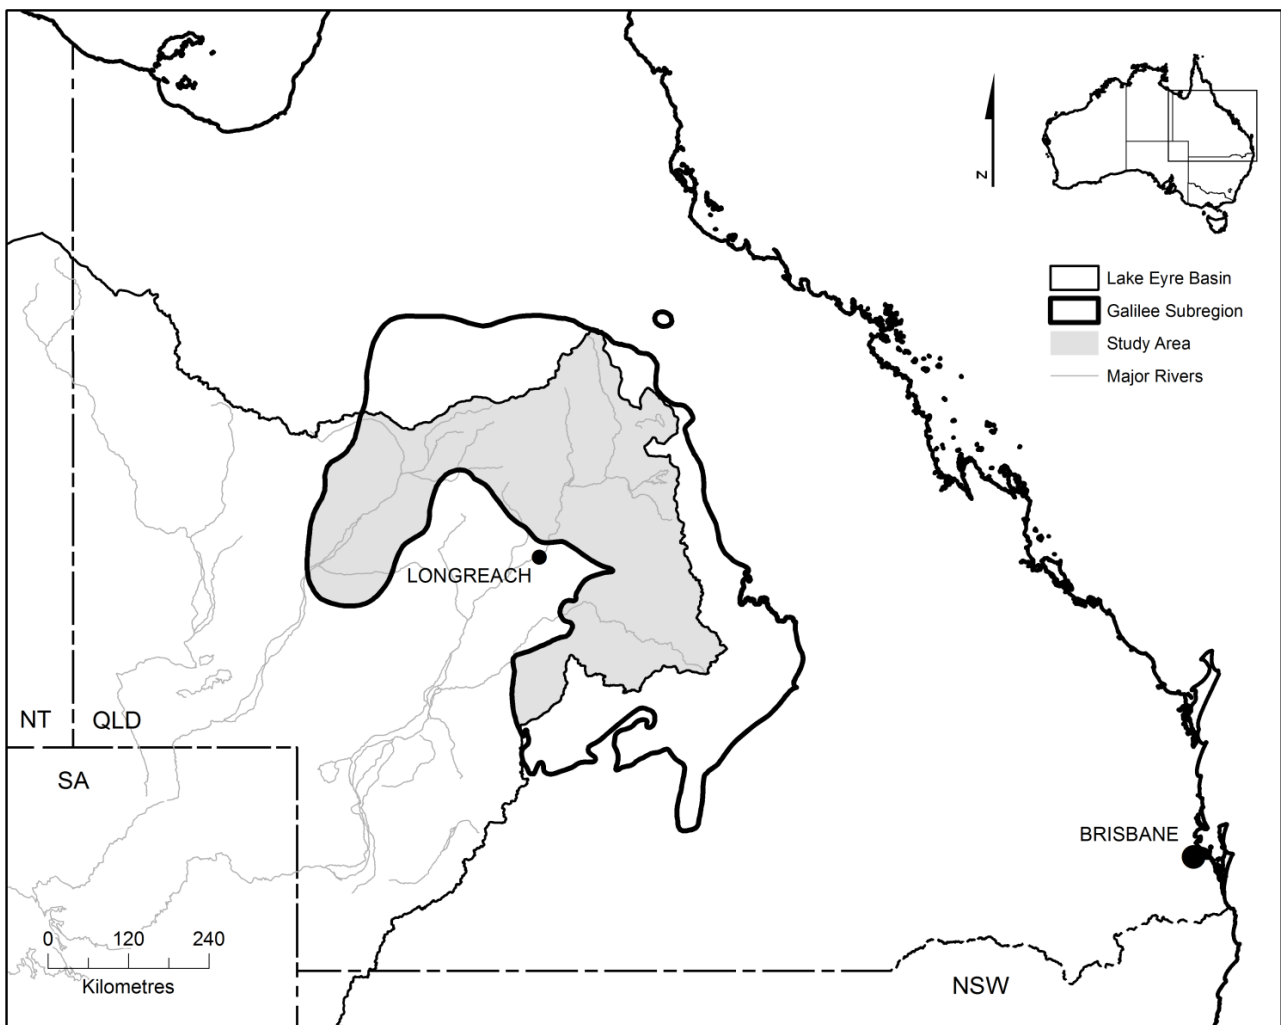 N
Lake Eyre Basin
Galilee Subregion
Study Area
Major Rivers
LONGREACH
NT
QLD
SA
BRISBANE
0 120 240
Kilometres
NSW